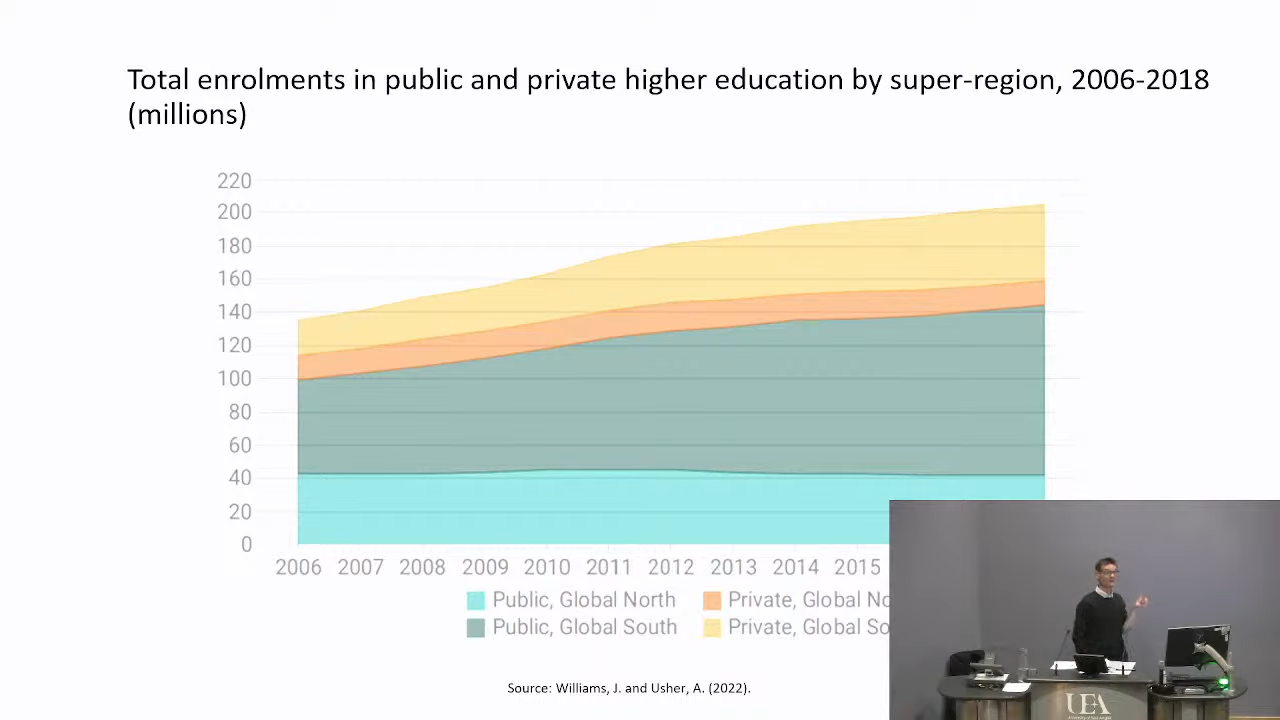 Total enrolments in public and private higher education by super-region, 2006-2018
(millions)
220
200
180
160
140
120
100
80
60
40
20
0
2006 2007 2008 2009 2010 2011 2012 2013 2014 2015
Public, Global North Private, Global No
Public, Global South Private, Global So
Source: Williams, J. and Usher, A. (2022).
UEA